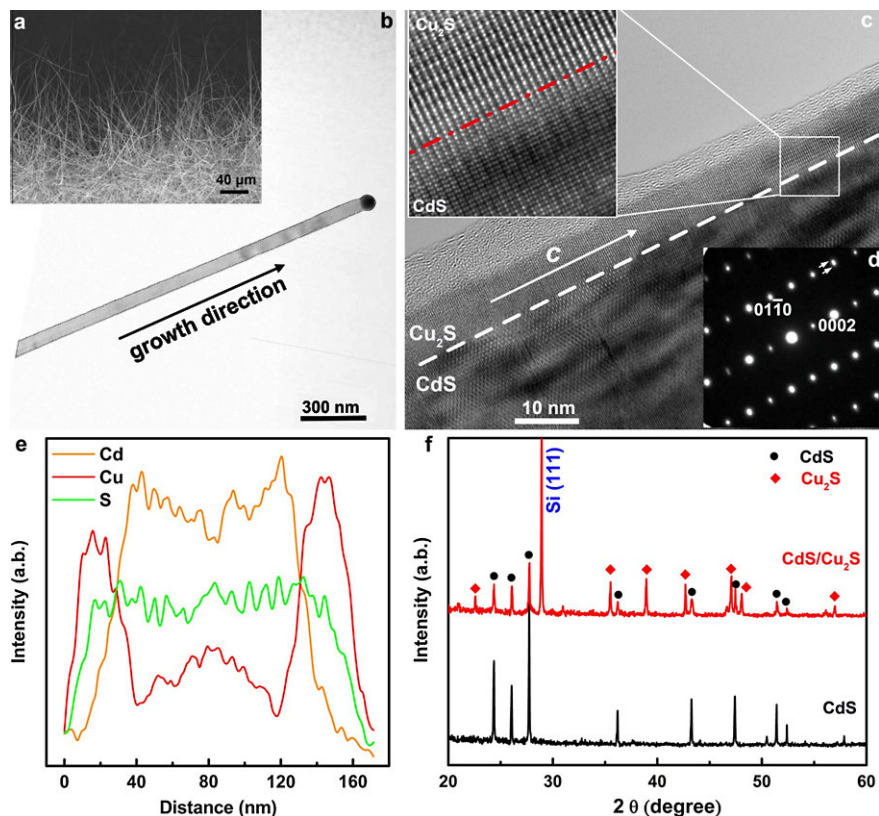 a
40 µm
b
growth direction
300 nm
Cu₂S
CdS
c
C
Cu₂S
CdS
10 nm
d
011̄0
0002
e
Cd
Cu
S
Intensity (a.b.)
0 40 80 120 160
Distance (nm)
f
CdS
Cu₂S
Si (111)
CdS/Cu₂S
CdS
Intensity (a.b.)
20 30 40 50 60
2 θ (degree)